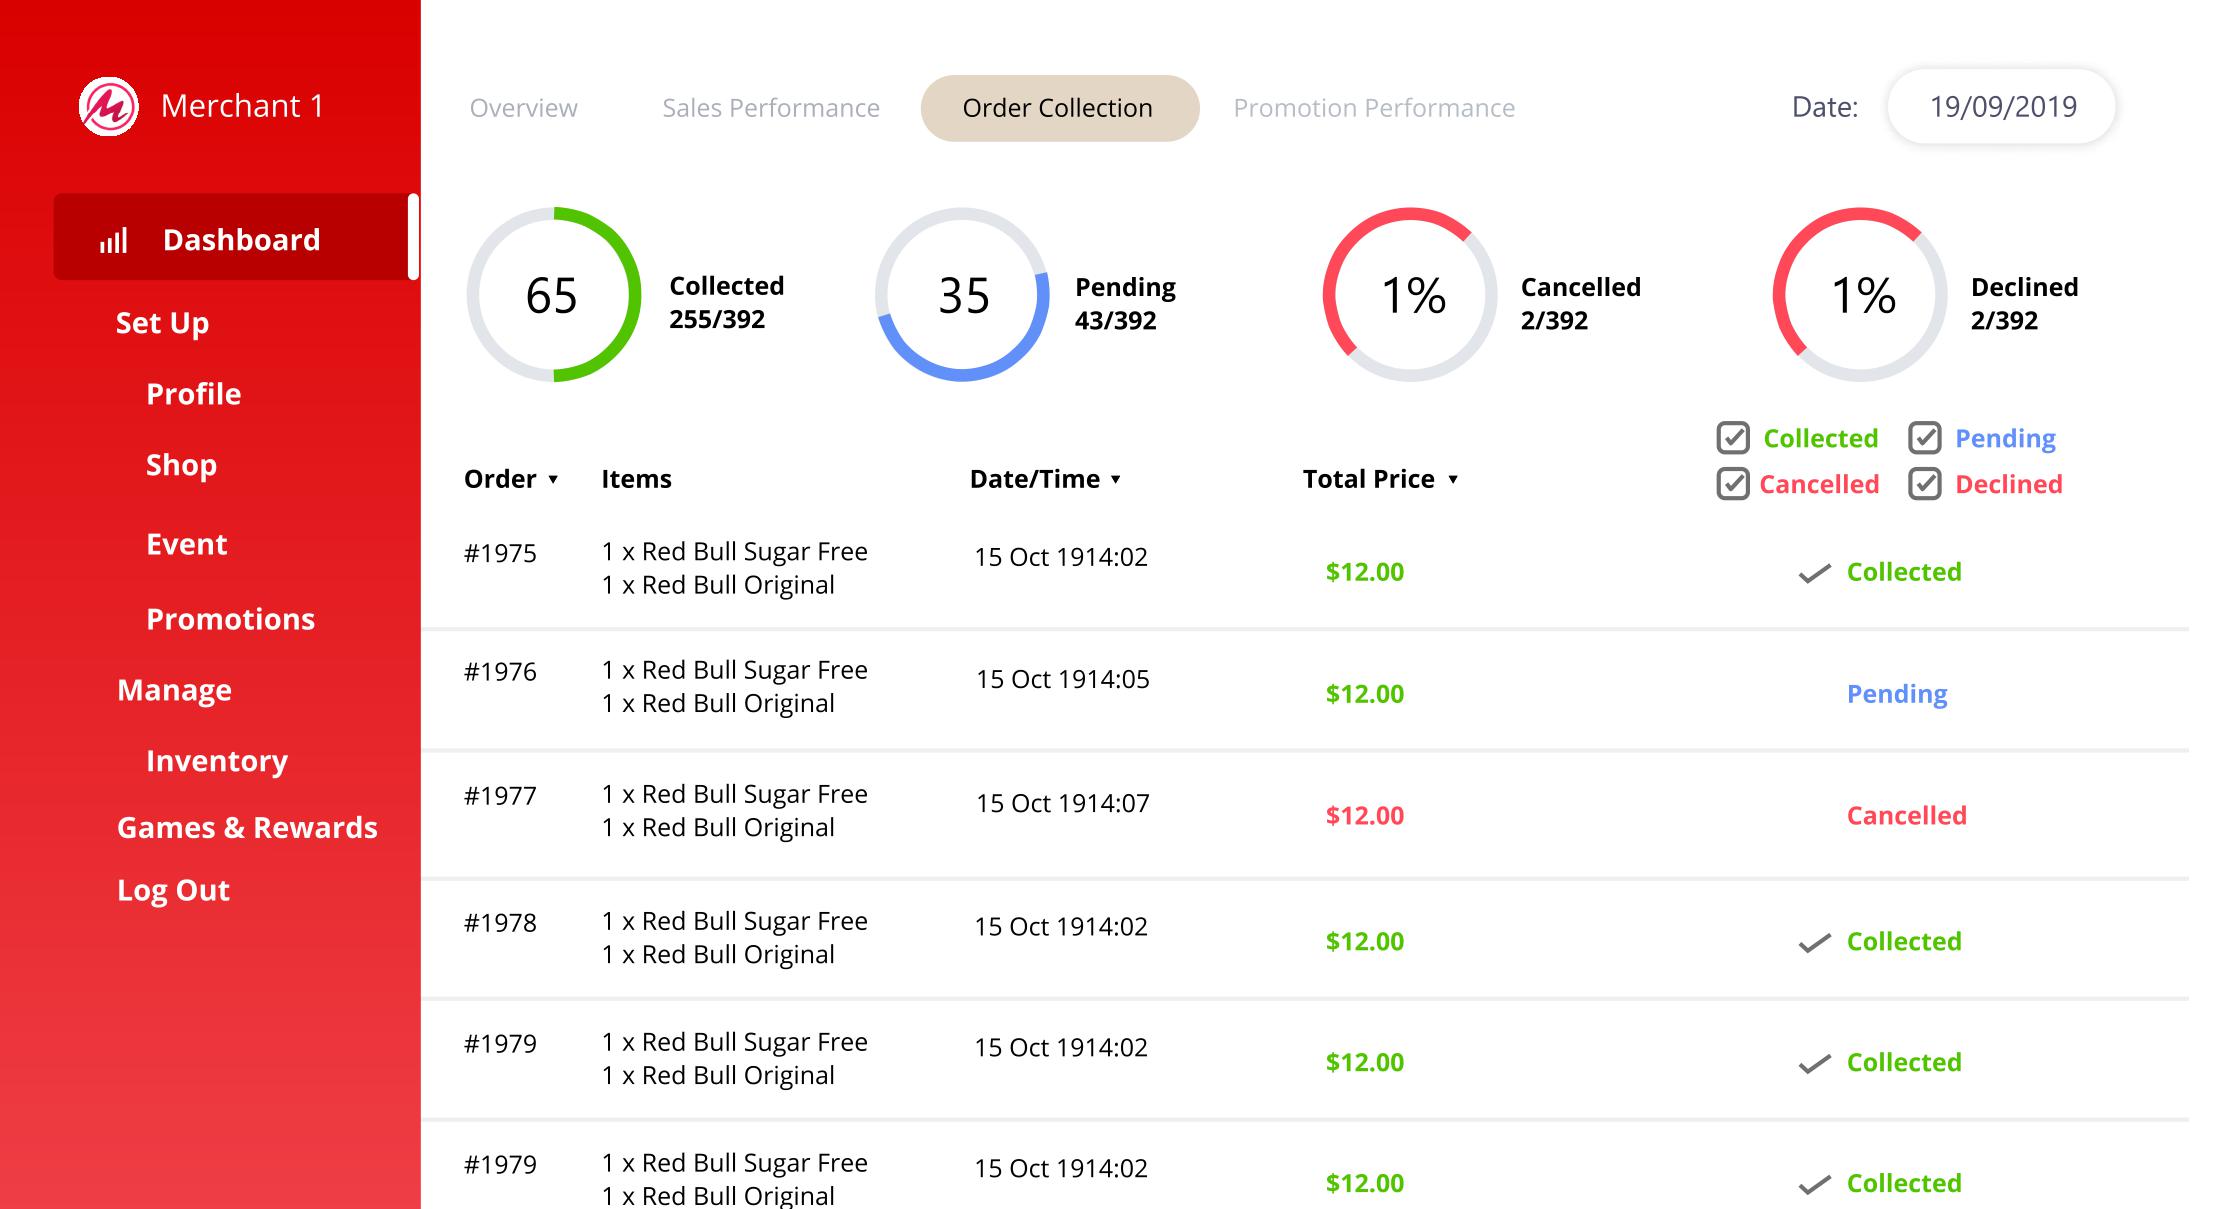 Merchant 1
Dashboard
Set Up
Profile
Shop
Event
Promotions
Manage
Inventory
Games & Rewards
Log Out
Overview
Sales Performance
Order Collection
Promotion Performance
Date:
19/09/2019
65
Collected
255/392
35
Pending
43/392
1%
Cancelled
2/392
1%
Declined
2/392
Collected
Pending
Cancelled
Declined
Order ▼
Items
Date/Time ▼
Total Price ▼
#1975
1 x Red Bull Sugar Free
1 x Red Bull Original
15 Oct 1914:02
$12.00
Collected
#1976
1 x Red Bull Sugar Free
1 x Red Bull Original
15 Oct 1914:05
$12.00
Pending
#1977
1 x Red Bull Sugar Free
1 x Red Bull Original
15 Oct 1914:07
$12.00
Cancelled
#1978
1 x Red Bull Sugar Free
1 x Red Bull Original
15 Oct 1914:02
$12.00
Collected
#1979
1 x Red Bull Sugar Free
1 x Red Bull Original
15 Oct 1914:02
$12.00
Collected
#1979
1 x Red Bull Sugar Free
1 x Red Bull Original
15 Oct 1914:02
$12.00
Collected